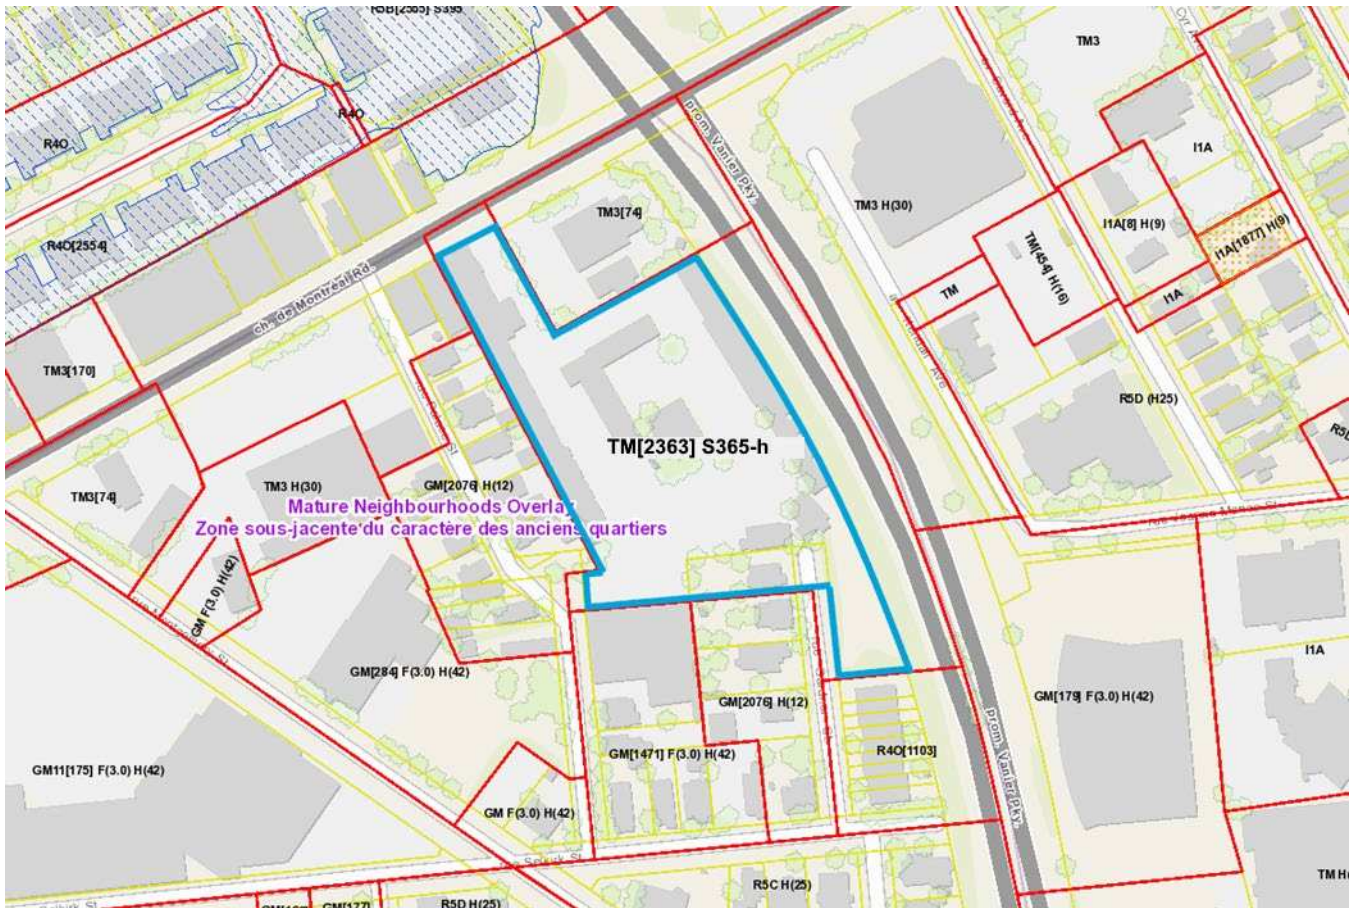 R5B[2565] S395
R4O
R4O
R4O[2554]
TM3
prom. Vanier Pky.
TM3[74]
TM3 H(30)
I1A
I1A[8] H(9)
I1A[1877] H(9)
I1A
TM[454] H(16)
TM
ch. de Montréal Rd
TM3[170]
TM3[74]
TM3 H(30)
GM[2076] H(12)
TM[2363] S365-h
R5D (H25)
Mature Neighbourhoods Overlay
Zone sous-jacente du caractère des anciens quartiers
GM F(3.0) H(42)
GM[284] F(3.0) H(42)
GM[2076] H(12)
GM[1471] F(3.0) H(42)
R4O[1103]
GM[179] F(3.0) H(42)
I1A
GM11[175] F(3.0) H(42)
GM F(3.0) H(42)
prom. Vanier Pky.
Selkirk St.
R5C H(25)
R5D H(25)
TM H(